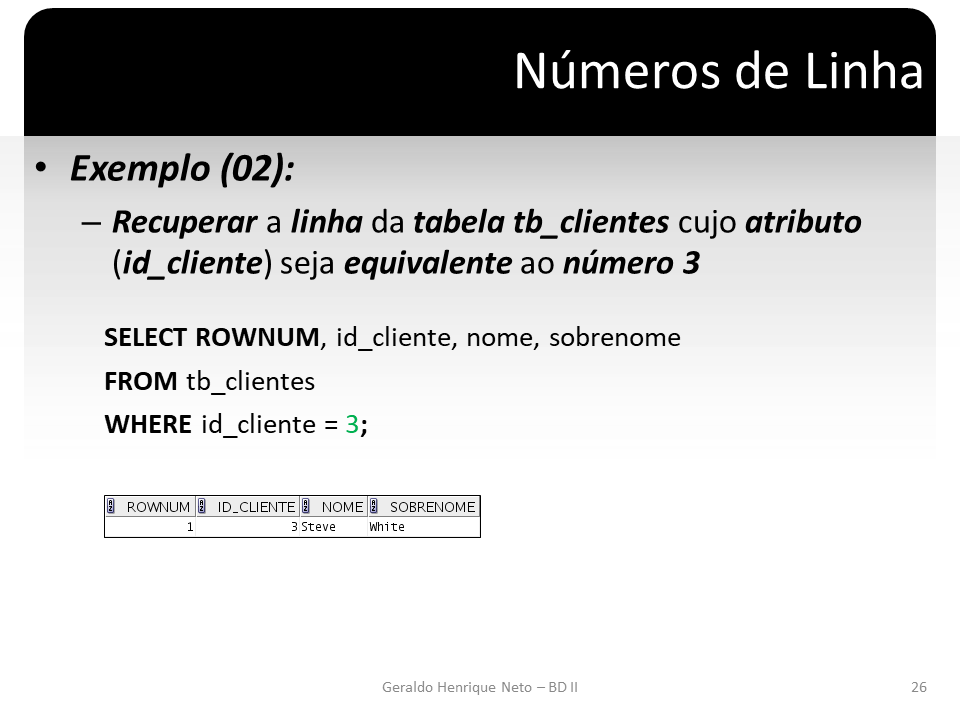 Números de Linha
• Exemplo (02):
– Recuperar a linha da tabela tb_clientes cujo atributo
(id_cliente) seja equivalente ao número 3
SELECT ROWNUM, id_cliente, nome, sobrenome
FROM tb_clientes
WHERE id_cliente = 3;
ROWNUM ID_CLIENTE NOME SOBRENOME
1 3 Steve White
Geraldo Henrique Neto – BD II 26